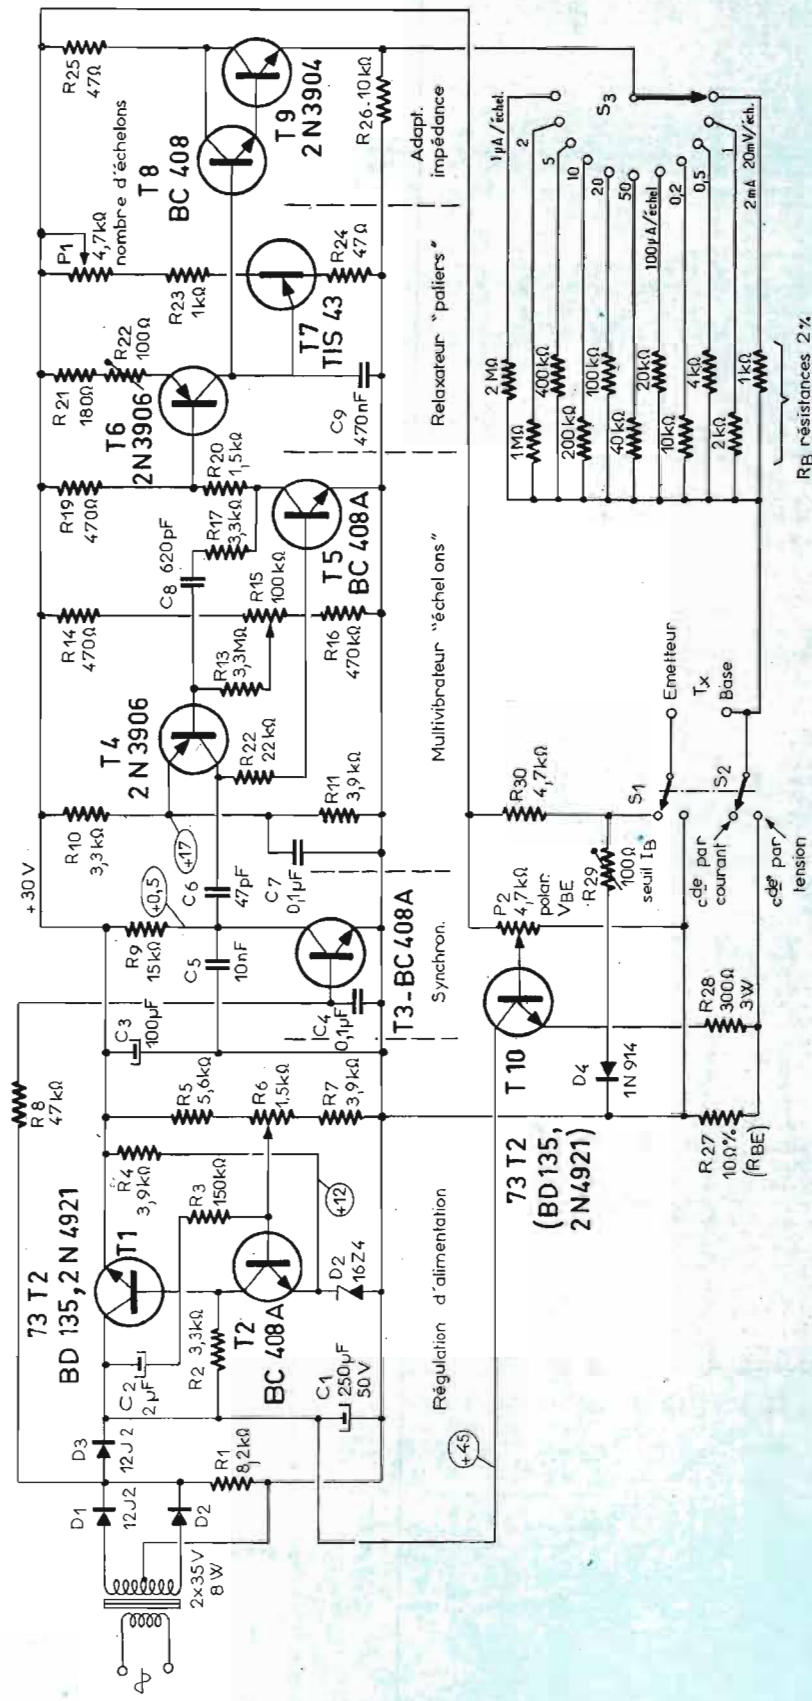 2x35V
8W
D1
12J2
D2
D3
12J2
R1
8,2kΩ
C2
2µF
R2 3,3kΩ
C1
250µF
50V
73 T2
BD 135, 2N 4921
T1
T2
BC 408A
D2
16Z4
R3
150kΩ
R4
3,9kΩ
+12
R5
5,6kΩ
R6
1,5kΩ
R7
3,9kΩ
Régulation d'alimentation
+45
R8
47kΩ
C3
100µF
C4
0,1µF
C5
10nF
R9
15kΩ
+0,5
T3-BC408A
Synchron.
+30V
C6
47pF
C7
0,1µF
+17
R10
3,3kΩ
R11
3,9kΩ
T4
2N3906
R22
22kΩ
R13
3,3MΩ
R14
470Ω
R15
100kΩ
R16
470kΩ
C8 620pF
R17
3,3kΩ
R19
470Ω
R20
1,5kΩ
T5
BC 408A
Multivibrateur "échelons"
T6
2N3906
R21
180Ω
R22
100Ω
C9
470nF
P1
4,7kΩ
nombre d'échelons
R23
1kΩ
T7
TIS 43
R24
47Ω
Relaxateur "paliers"
T8
BC 408
T9
2N3904
R25
47Ω
R26-10kΩ
Adapt.
impédance
73 T2
(BD135,
2N4921)
T10
D4
1N914
P2
4,7kΩ
polar.
VBE
R27
10Ω%
(RBE)
R28
300Ω
3W
R29
100Ω
seuil IB
R30
4,7kΩ
S1
S2
cde par
courant
cde par
tension
Emetteur
Tx
Base
2MΩ
1MΩ
400kΩ
200kΩ
100kΩ
40kΩ
20kΩ
10kΩ
4kΩ
2kΩ
1kΩ
RB résistances 2%
1µA/échel.
2
5
10
20
50
100µA/échel
0,2
0,5
1
2mA 20mV/éch.
S3